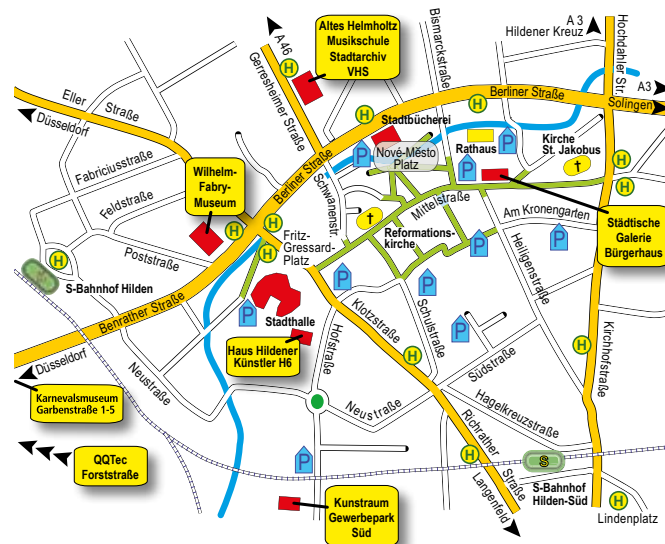 A 46
Altes Helmholtz
Musikschule
Stadtarchiv
VHS
Bismarckstraße
A 3
Hildener Kreuz
Hochdahler Str.
Eller
Straße
Düsseldorf
Gerresheimer Straße
H
H
H
H
Berliner Straße
A3
Solingen
Fabriciusstraße
Feldstraße
Wilhelm-
Fabry-
Museum
Berliner Straße
Stadtbücherei
Nové-Město
Platz
P
P
P
P
Rathaus
Kirche
St. Jakobus
H
H
Schwanenstr.
Mittelstraße
Am Kronengarten
Städtische
Galerie
Bürgerhaus
Reformations-
kirche
Fritz-
Gressard-
Platz
H
H
H
H
Poststraße
S-Bahnhof Hilden
Benrather Straße
Stadthalle
P
P
P
P
P
Heiligenstraße
Klotzstraße
Schulstraße
Hofstraße
Haus Hildener
Künstler H6
H
H
Kirchhofstraße
Südstraße
Düsseldorf
Neustraße
Neustraße
Hagelkreuzstraße
Karnevalsmuseum
Garbenstraße 1-5
QQTec
Forststraße
P
Richrather
Straße
H
S
S-Bahnhof
Hilden-Süd
Langenfeld
Kunstraum
Gewerbepark
Süd
H
Lindenplatz